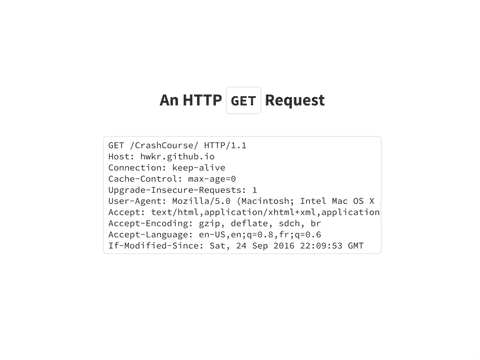 An HTTP GET Request
GET /CrashCourse/ HTTP/1.1
Host: hwkr.github.io
Connection: keep-alive
Cache-Control: max-age=0
Upgrade-Insecure-Requests: 1
User-Agent: Mozilla/5.0 (Macintosh; Intel Mac OS X
Accept: text/html,application/xhtml+xml,application
Accept-Encoding: gzip, deflate, sdch, br
Accept-Language: en-US,en;q=0.8,fr;q=0.6
If-Modified-Since: Sat, 24 Sep 2016 22:09:53 GMT